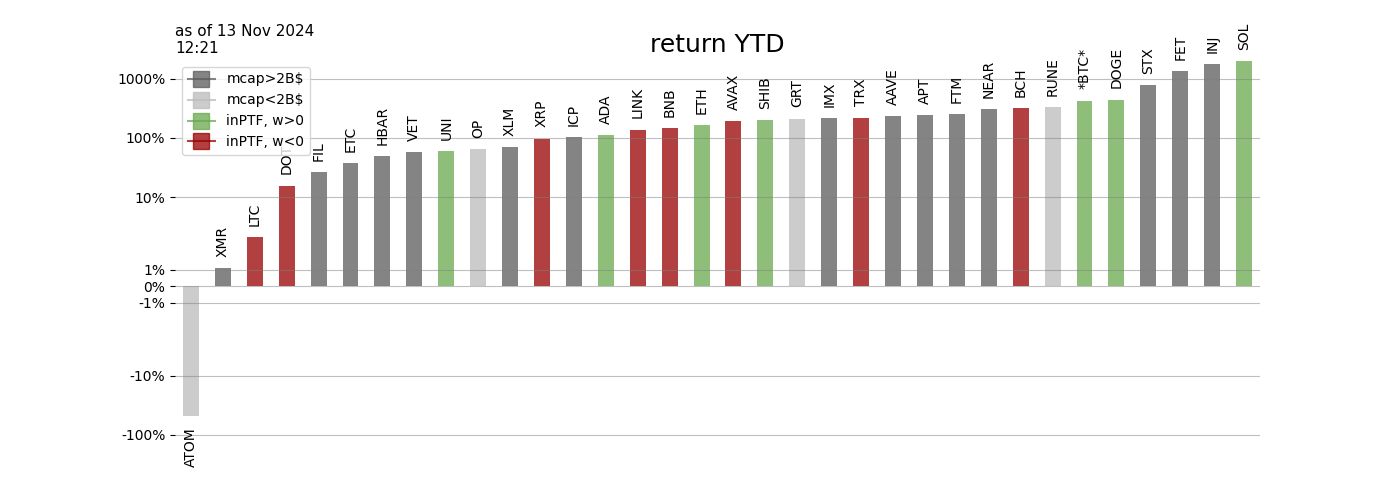 as of 13 Nov 2024
12:21
return YTD
mcap>2B$
mcap<2B$
inPTF, w>0
inPTF, w<0
1000%
100%
10%
1%
0%
-1%
-10%
-100%
ATOM
XMR
LTC
DOT
FIL
ETC
HBAR
VET
UNI
OP
XLM
XRP
ICP
ADA
LINK
BNB
ETH
AVAX
SHIB
GRT
IMX
TRX
AAVE
APT
FTM
NEAR
BCH
RUNE
*BTC*
DOGE
STX
FET
INJ
SOL